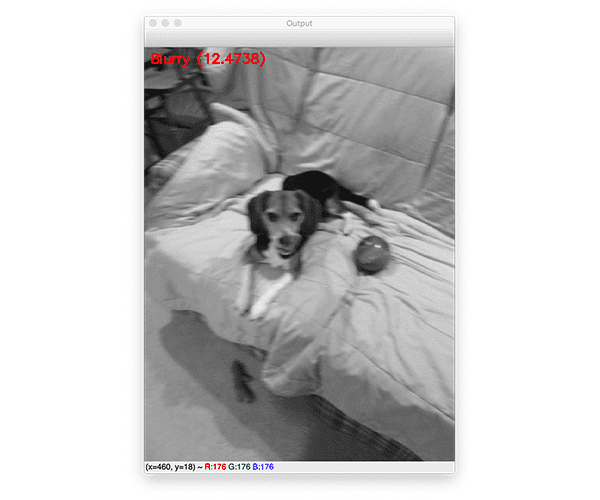 Output
Blurry (12.4738)
(x=460, y=18) ~ R:176 G:176 B:176